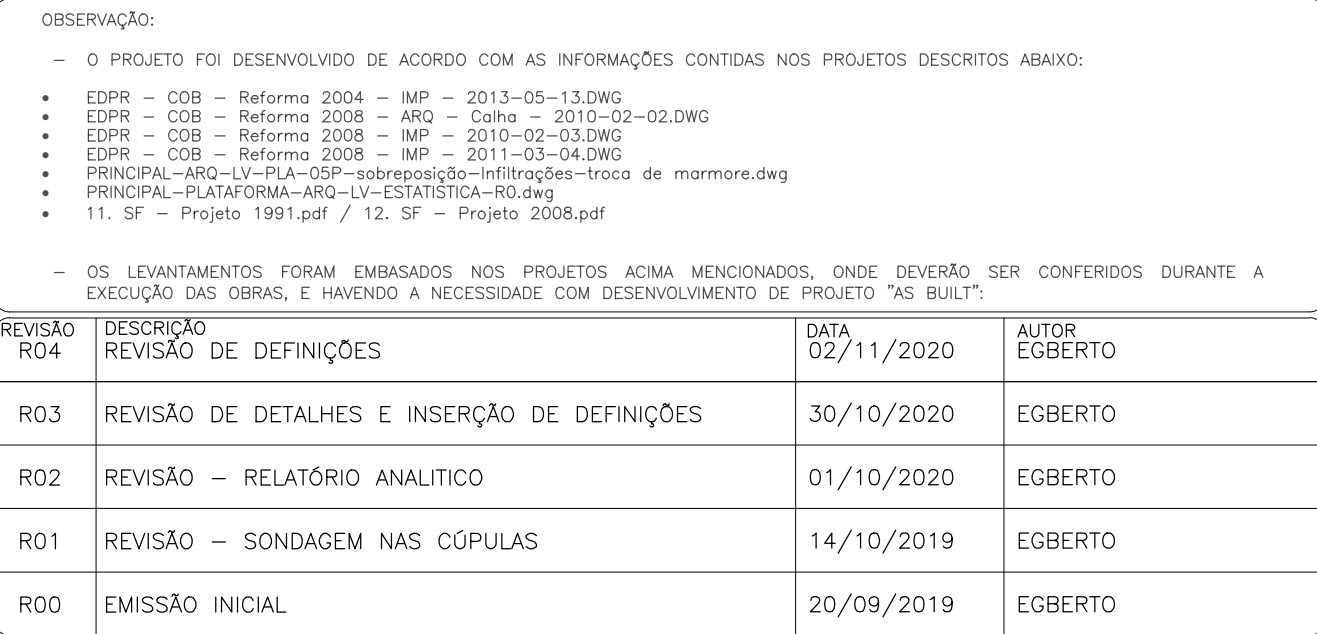 OBSERVAÇÃO:
– O PROJETO FOI DESENVOLVIDO DE ACORDO COM AS INFORMAÇÕES CONTIDAS NOS PROJETOS DESCRITOS ABAIXO:
• EDPR – COB – Reforma 2004 – IMP – 2013–05–13.DWG
• EDPR – COB – Reforma 2008 – ARQ – Calha – 2010–02–02.DWG
• EDPR – COB – Reforma 2008 – IMP – 2010–02–03.DWG
• EDPR – COB – Reforma 2008 – IMP – 2011–03–04.DWG
• PRINCIPAL–ARQ–LV–PLA–05P–sobreposição–Infiltrações–troca de marmore.dwg
• PRINCIPAL–PLATAFORMA–ARQ–LV–ESTATISTICA–R0.dwg
• 11. SF – Projeto 1991.pdf / 12. SF – Projeto 2008.pdf
– OS LEVANTAMENTOS FORAM EMBASADOS NOS PROJETOS ACIMA MENCIONADOS, ONDE DEVERÃO SER CONFERIDOS DURANTE A
EXECUÇÃO DAS OBRAS, E HAVENDO A NECESSIDADE COM DESENVOLVIMENTO DE PROJETO "AS BUILT":
REVISÃO DESCRIÇÃO DATA AUTOR
R04 REVISÃO DE DEFINIÇÕES 02/11/2020 EGBERTO
R03 REVISÃO DE DETALHES E INSERÇÃO DE DEFINIÇÕES 30/10/2020 EGBERTO
R02 REVISÃO – RELATÓRIO ANALITICO 01/10/2020 EGBERTO
R01 REVISÃO – SONDAGEM NAS CÚPULAS 14/10/2019 EGBERTO
R00 EMISSÃO INICIAL 20/09/2019 EGBERTO